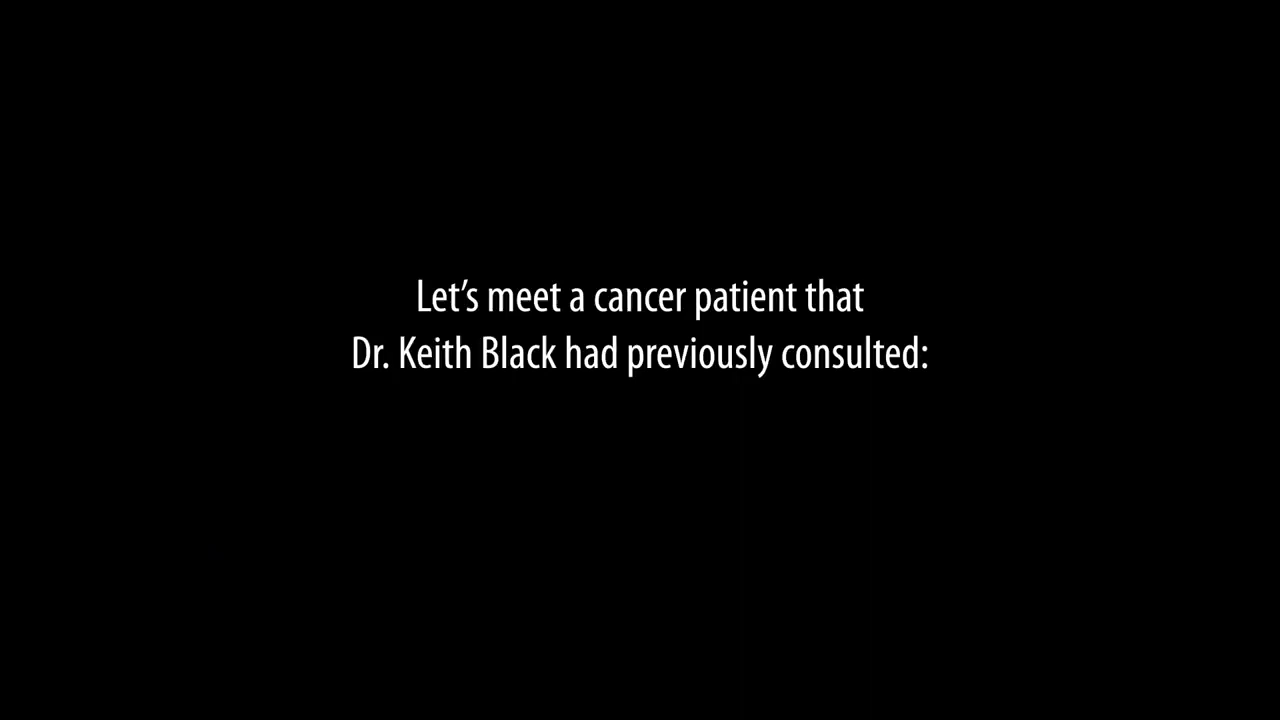 Let’s meet a cancer patient that
Dr. Keith Black had previously consulted: